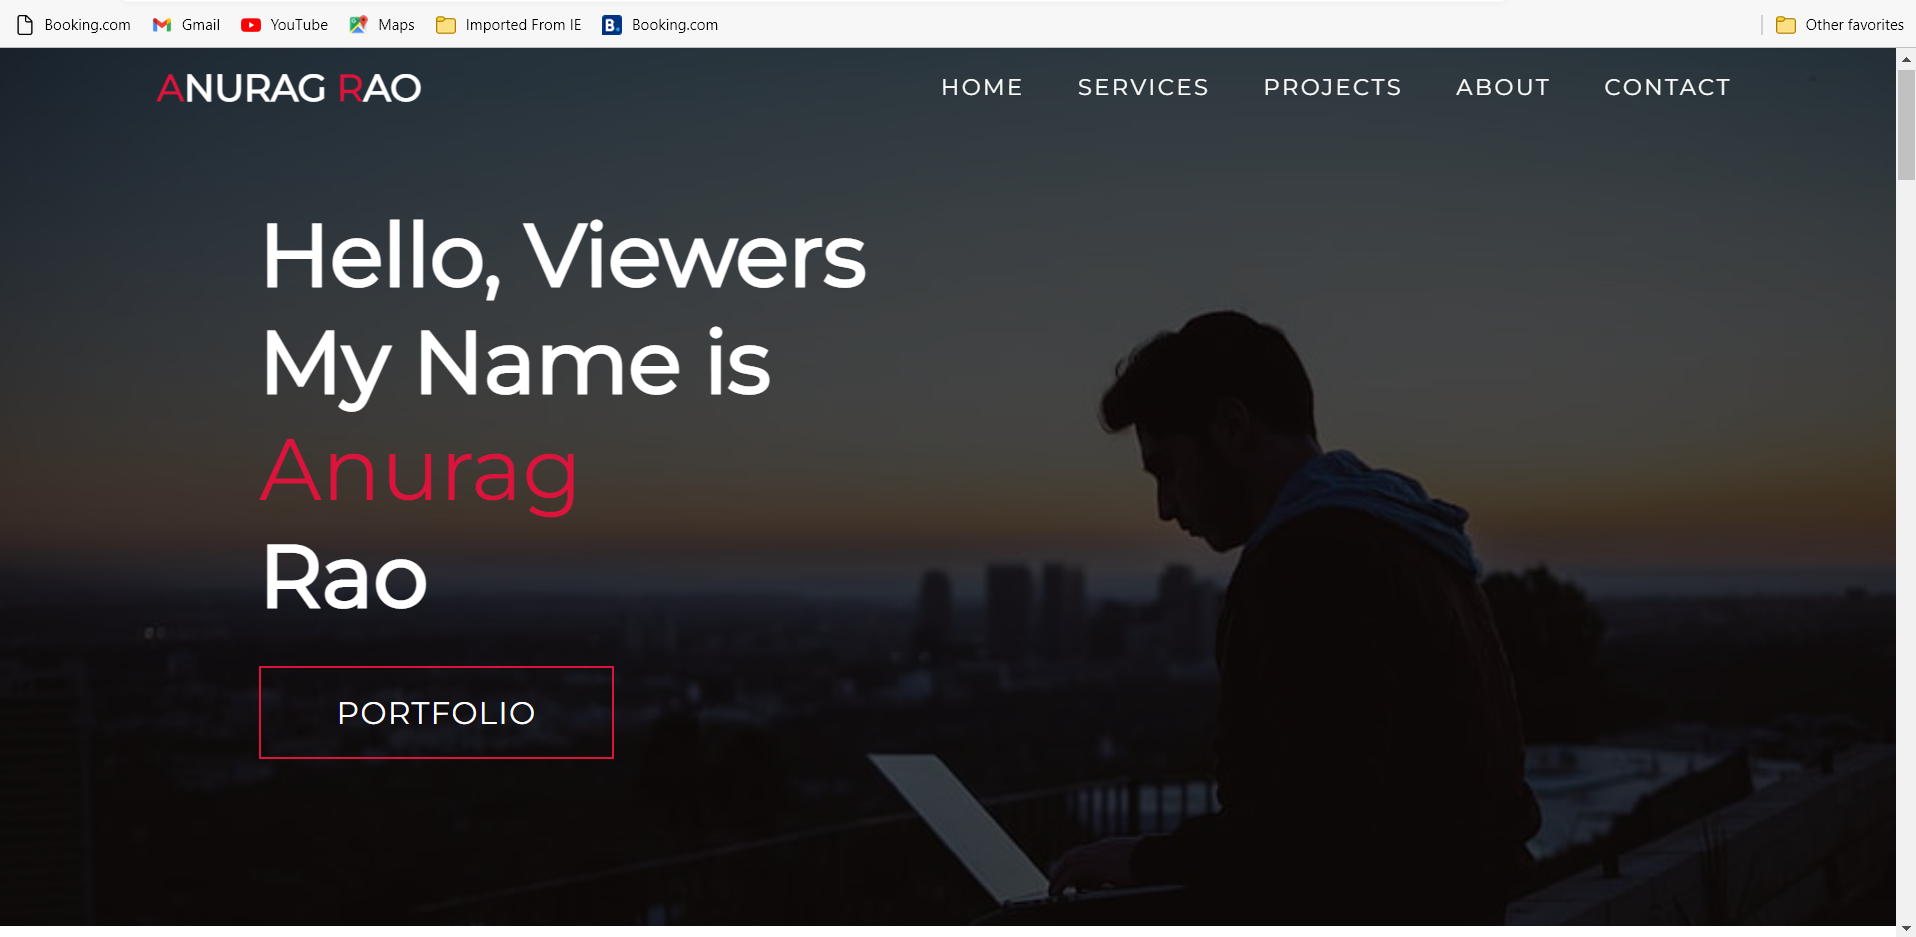 Booking.com Gmail YouTube Maps Imported From IE Booking.com Other favorites
ANURAG RAO HOME SERVICES PROJECTS ABOUT CONTACT
Hello, Viewers
My Name is
Anurag
Rao
PORTFOLIO